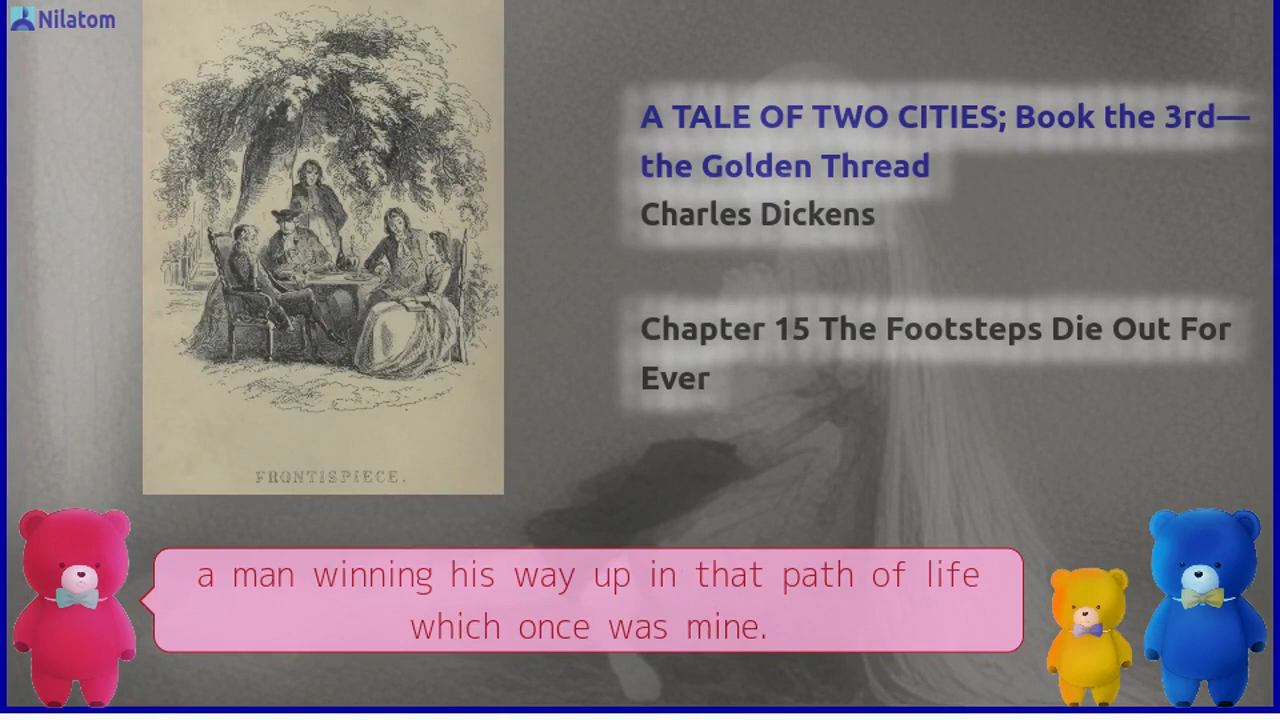 Nilatom
A TALE OF TWO CITIES; Book the 3rd—
the Golden Thread
Charles Dickens
Chapter 15 The Footsteps Die Out For
Ever
FRONTISPIECE.
a man winning his way up in that path of life
which once was mine.